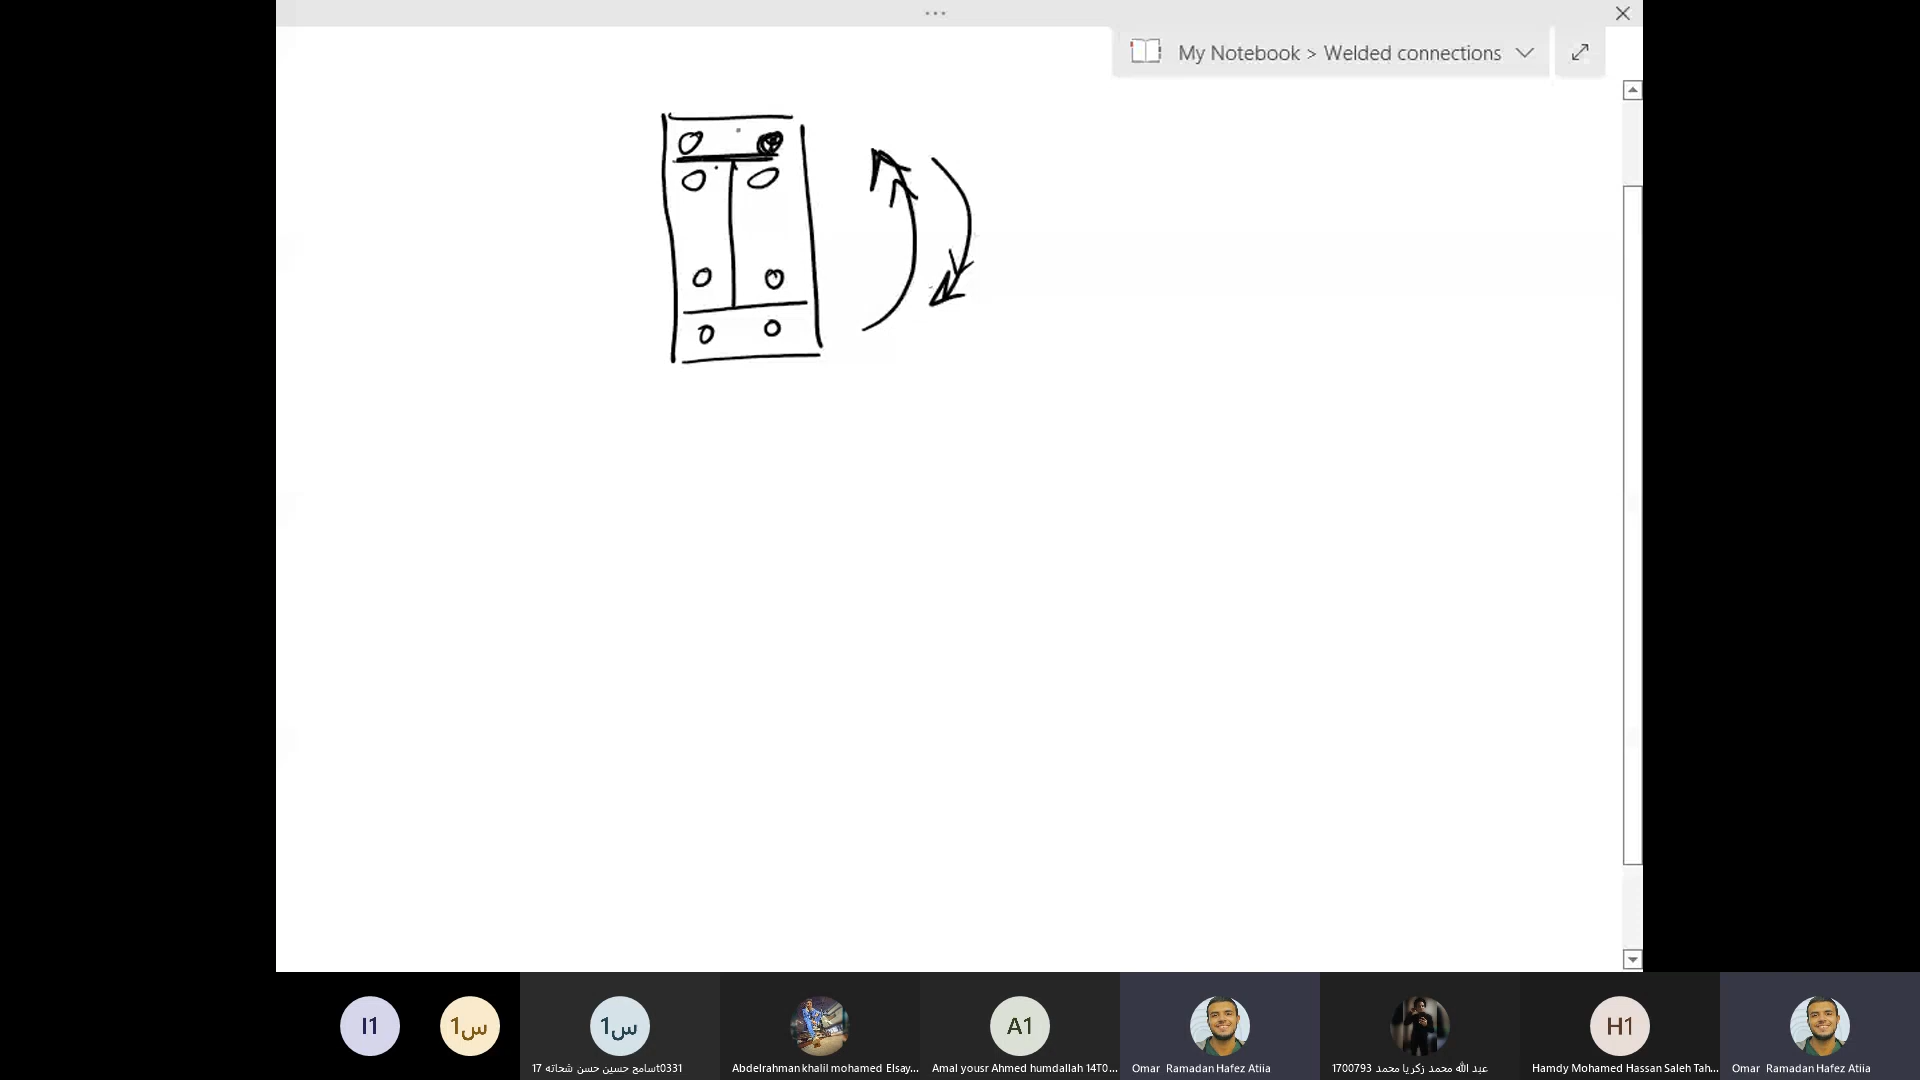 My Notebook > Welded connections
I1
س1
س1
A1
H1
سامح حسين حسن شحاته 17t0331
Abdelrahman khalil mohamed Elsay...
Amal yousr Ahmed humdallah 14T0...
Omar Ramadan Hafez Atiia
عبد الله محمد زكريا محمد 1700793
Hamdy Mohamed Hassan Saleh Tah...
Omar Ramadan Hafez Atiia